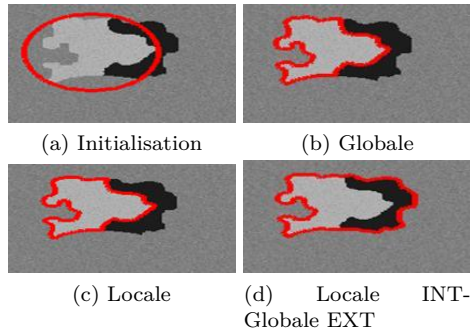 (a) Initialisation
(b) Globale
(c) Locale
(d) Locale INT-
Globale EXT